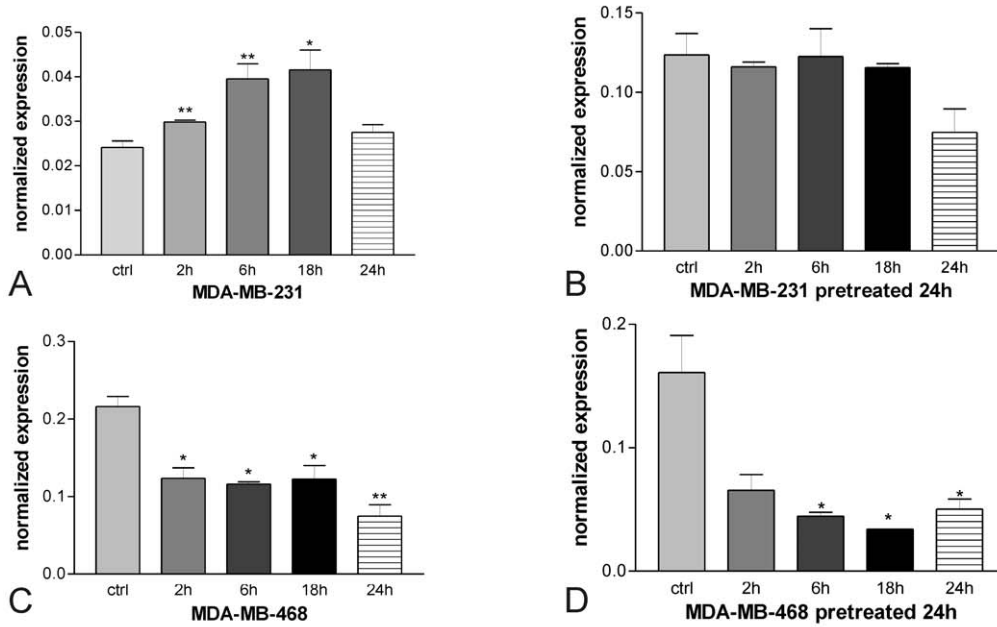 normalized expression
0.05
0.04
0.03
0.02
0.01
0.00
**
**
*
ctrl 2h 6h 18h 24h
A
MDA-MB-231
normalized expression
0.15
0.10
0.05
0.00
ctrl 2h 6h 18h 24h
B
MDA-MB-231 pretreated 24h
normalized expression
0.3
0.2
0.1
0.0
*
*
*
**
ctrl 2h 6h 18h 24h
C
MDA-MB-468
normalized expression
0.2
0.1
0.0
*
*
*
ctrl 2h 6h 18h 24h
D
MDA-MB-468 pretreated 24h